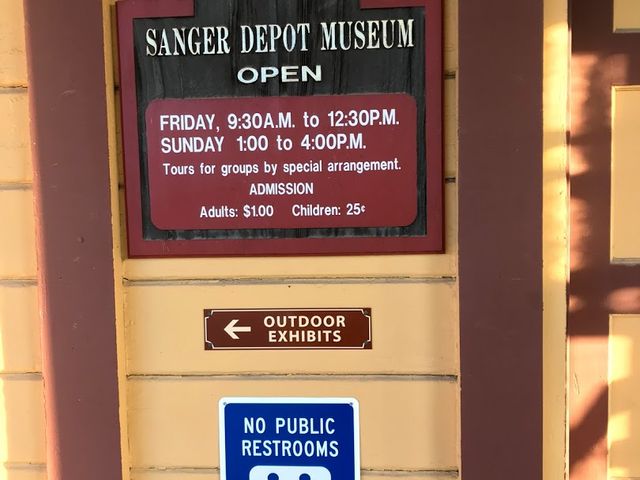 SANGER DEPOT MUSEUM
OPEN
FRIDAY, 9:30A.M. to 12:30P.M.
SUNDAY 1:00 to 4:00P.M.
Tours for groups by special arrangement.
ADMISSION
Adults: $1.00 Children: 25¢
← OUTDOOR
EXHIBITS
NO PUBLIC
RESTROOMS